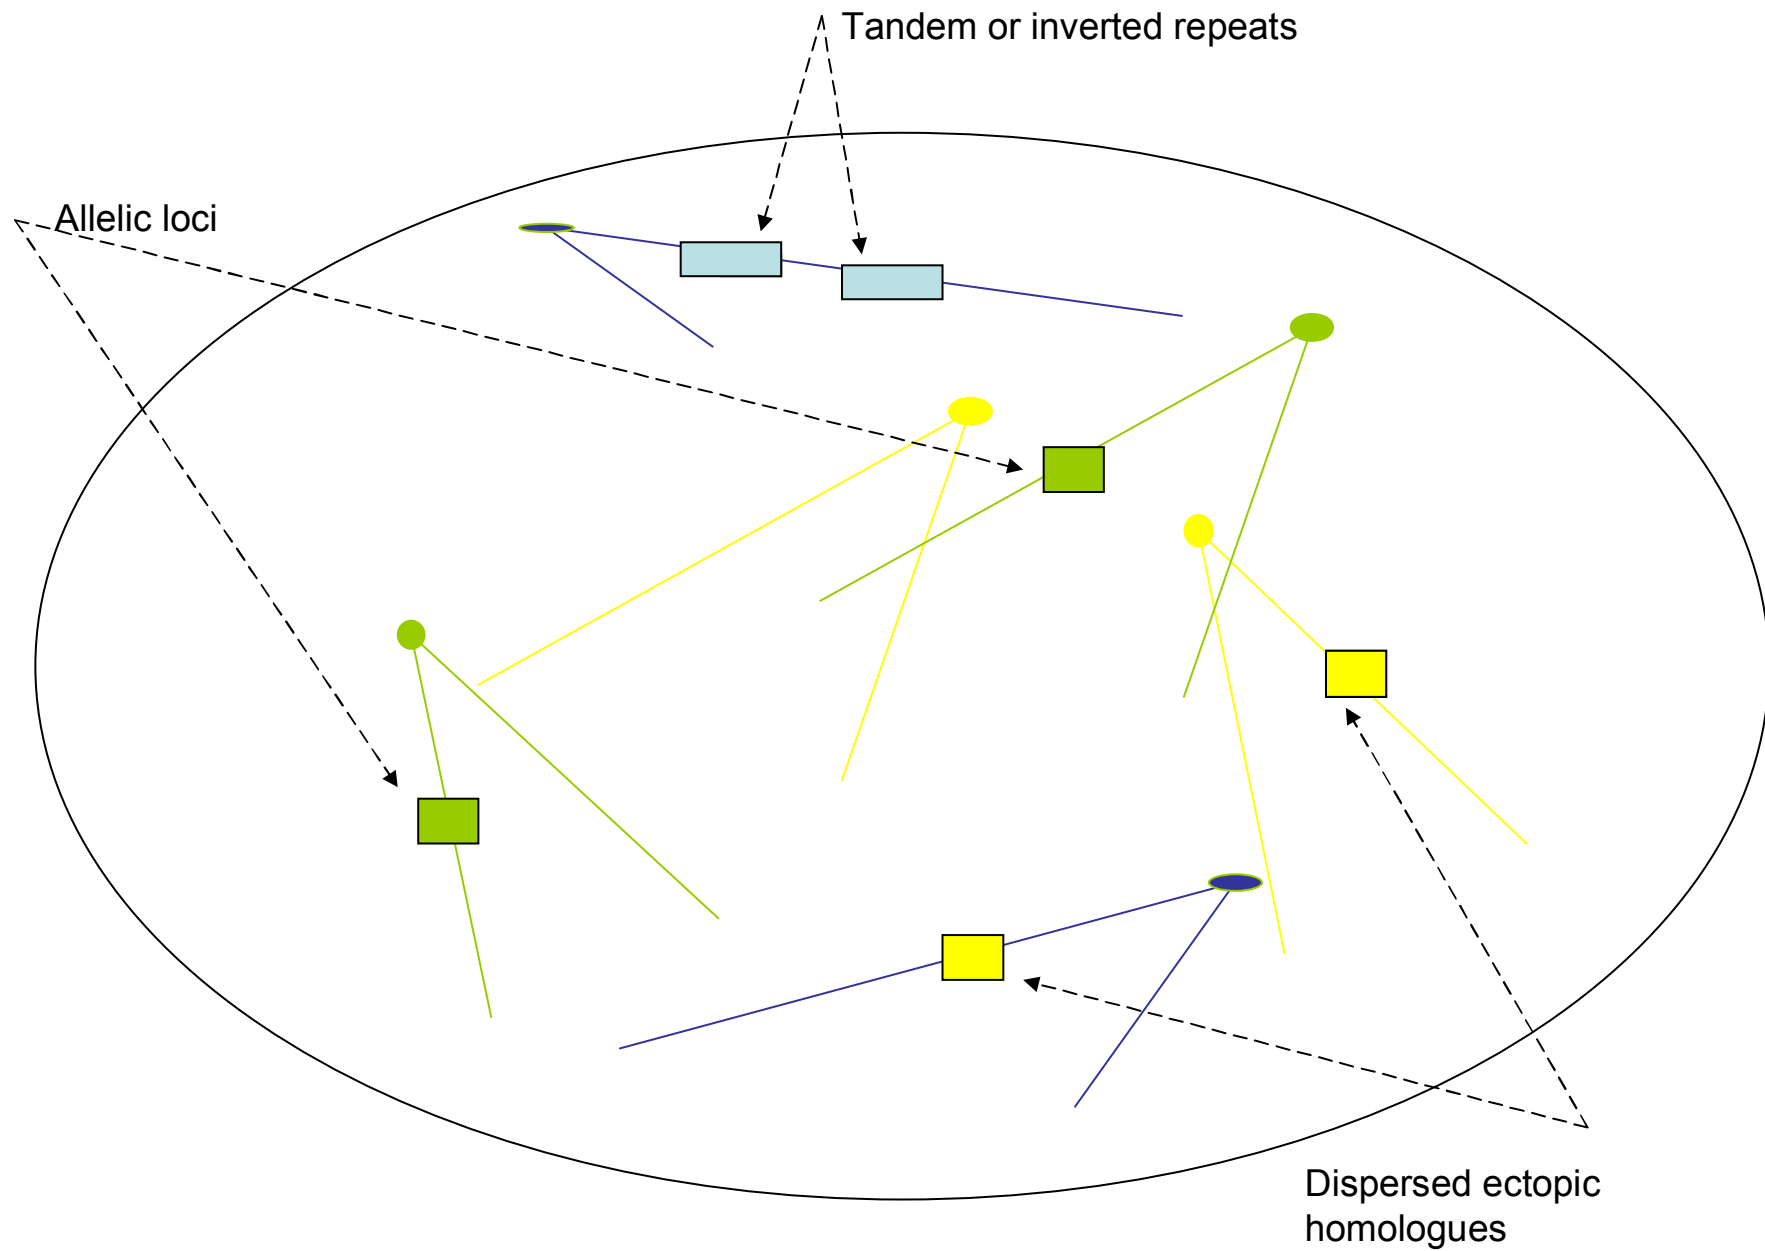 Tandem or inverted repeats
Allelic loci
Dispersed ectopic
homologues